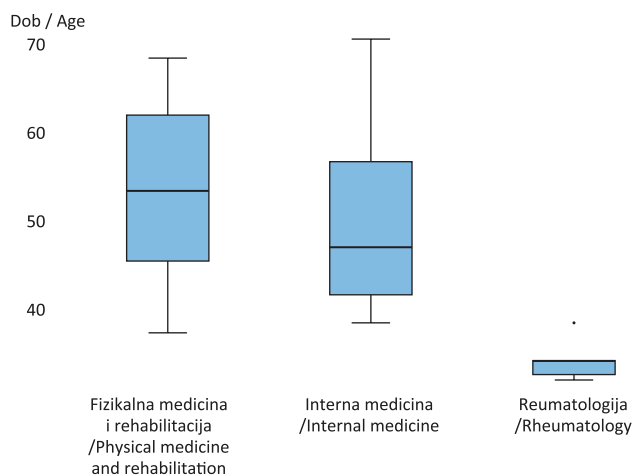 Dob / Age
70
60
50
40
Fizikalna medicina
i rehabilitacija
/Physical medicine
and rehabilitation
Interna medicina
/Internal medicine
Reumatologija
/Rheumatology